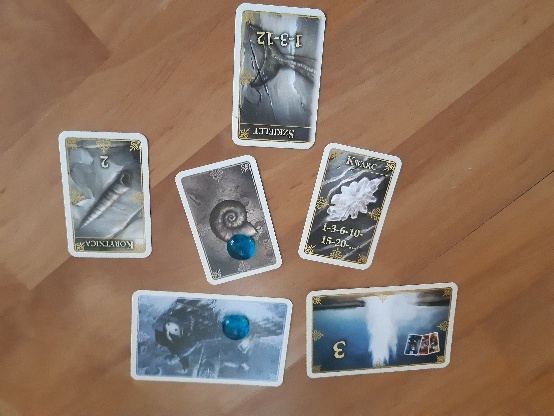 1-3-12
SZKIELET
2
KORYTNICA
KWARC
1-3-6-10-
15-20-...
3